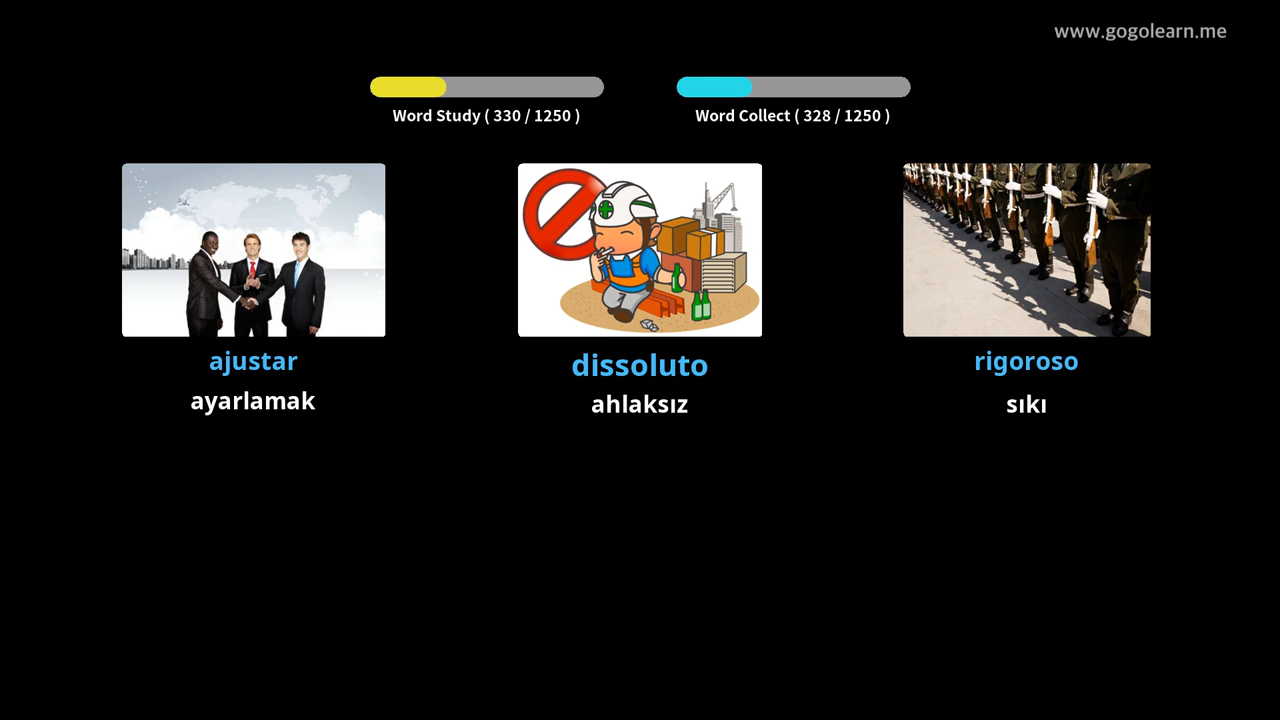 www.gogolearn.me
Word Study ( 330 / 1250 )
Word Collect ( 328 / 1250 )
ajustar
ayarlamak
dissoluto
ahlaksız
rigoroso
sıkı